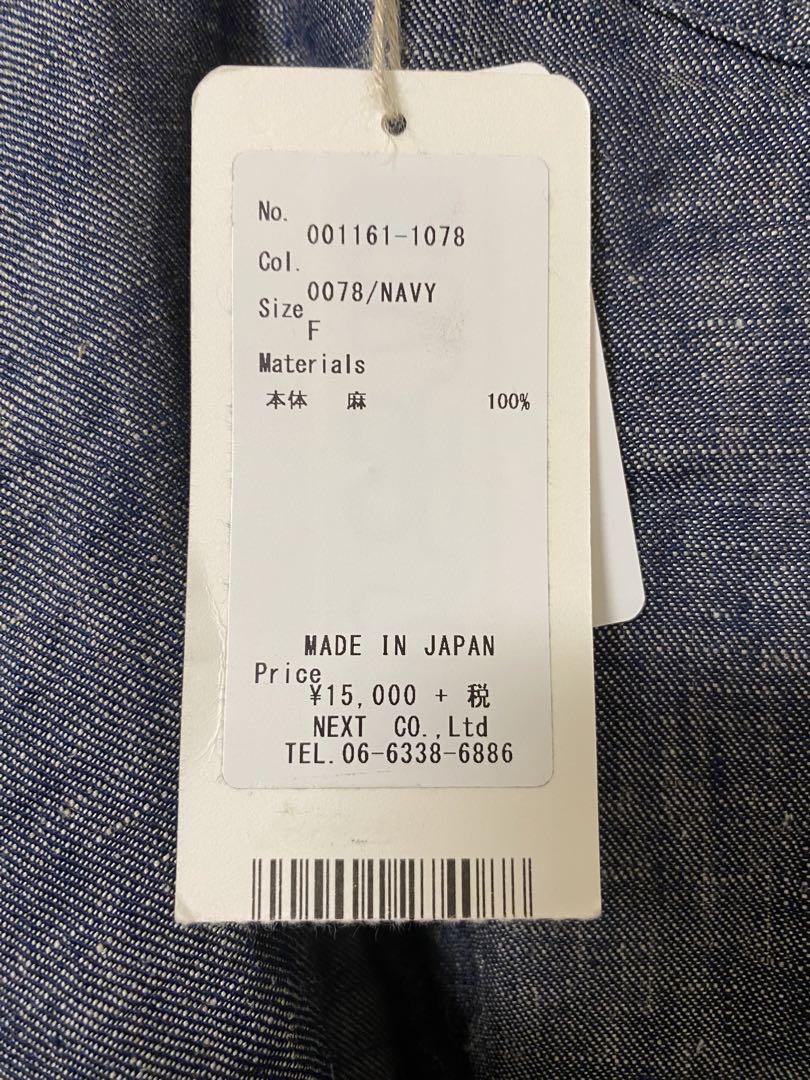 No.
001161-1078
Col.
0078/NAVY
Size
F
Materials
本体 麻 100%
MADE IN JAPAN
Price
¥15,000 + 税
NEXT CO.,Ltd
TEL.06-6338-6886